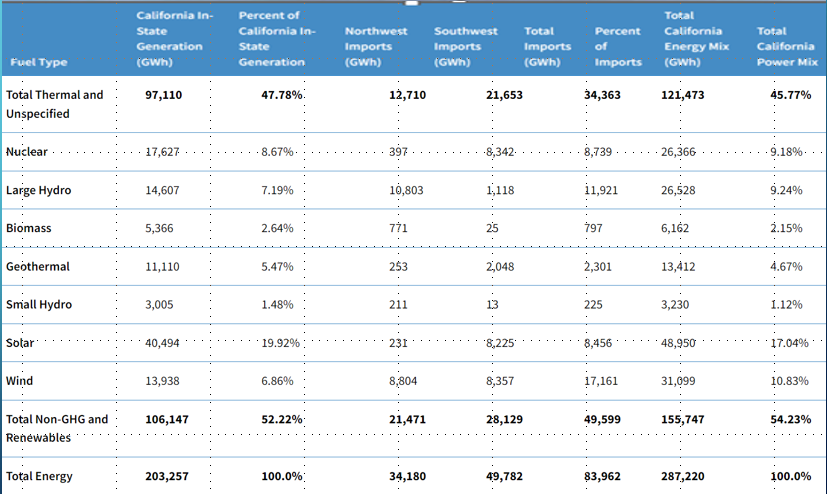 Fuel Type California In-State Generation (GWh) Percent of California In-State Generation Northwest Imports (GWh) Southwest Imports (GWh) Total Imports (GWh) Percent of Imports Total California Energy Mix (GWh) Total California Power Mix
Total Thermal and Unspecified 97,110 47.78% 12,710 21,653 34,363 121,473 45.77%
Nuclear 17,627 8.67% 397 8,342 8,739 26,366 9.18%
Large Hydro 14,607 7.19% 10,803 1,118 11,921 26,528 9.24%
Biomass 5,366 2.64% 771 25 797 6,162 2.15%
Geothermal 11,110 5.47% 253 2,048 2,301 13,412 4.67%
Small Hydro 3,005 1.48% 211 13 225 3,230 1.12%
Solar 40,494 19.92% 231 8,225 8,456 48,950 17.04%
Wind 13,938 6.86% 8,804 8,357 17,161 31,099 10.83%
Total Non-GHG and Renewables 106,147 52.22% 21,471 28,129 49,599 155,747 54.23%
Total Energy 203,257 100.0% 34,180 49,782 83,962 287,220 100.0%